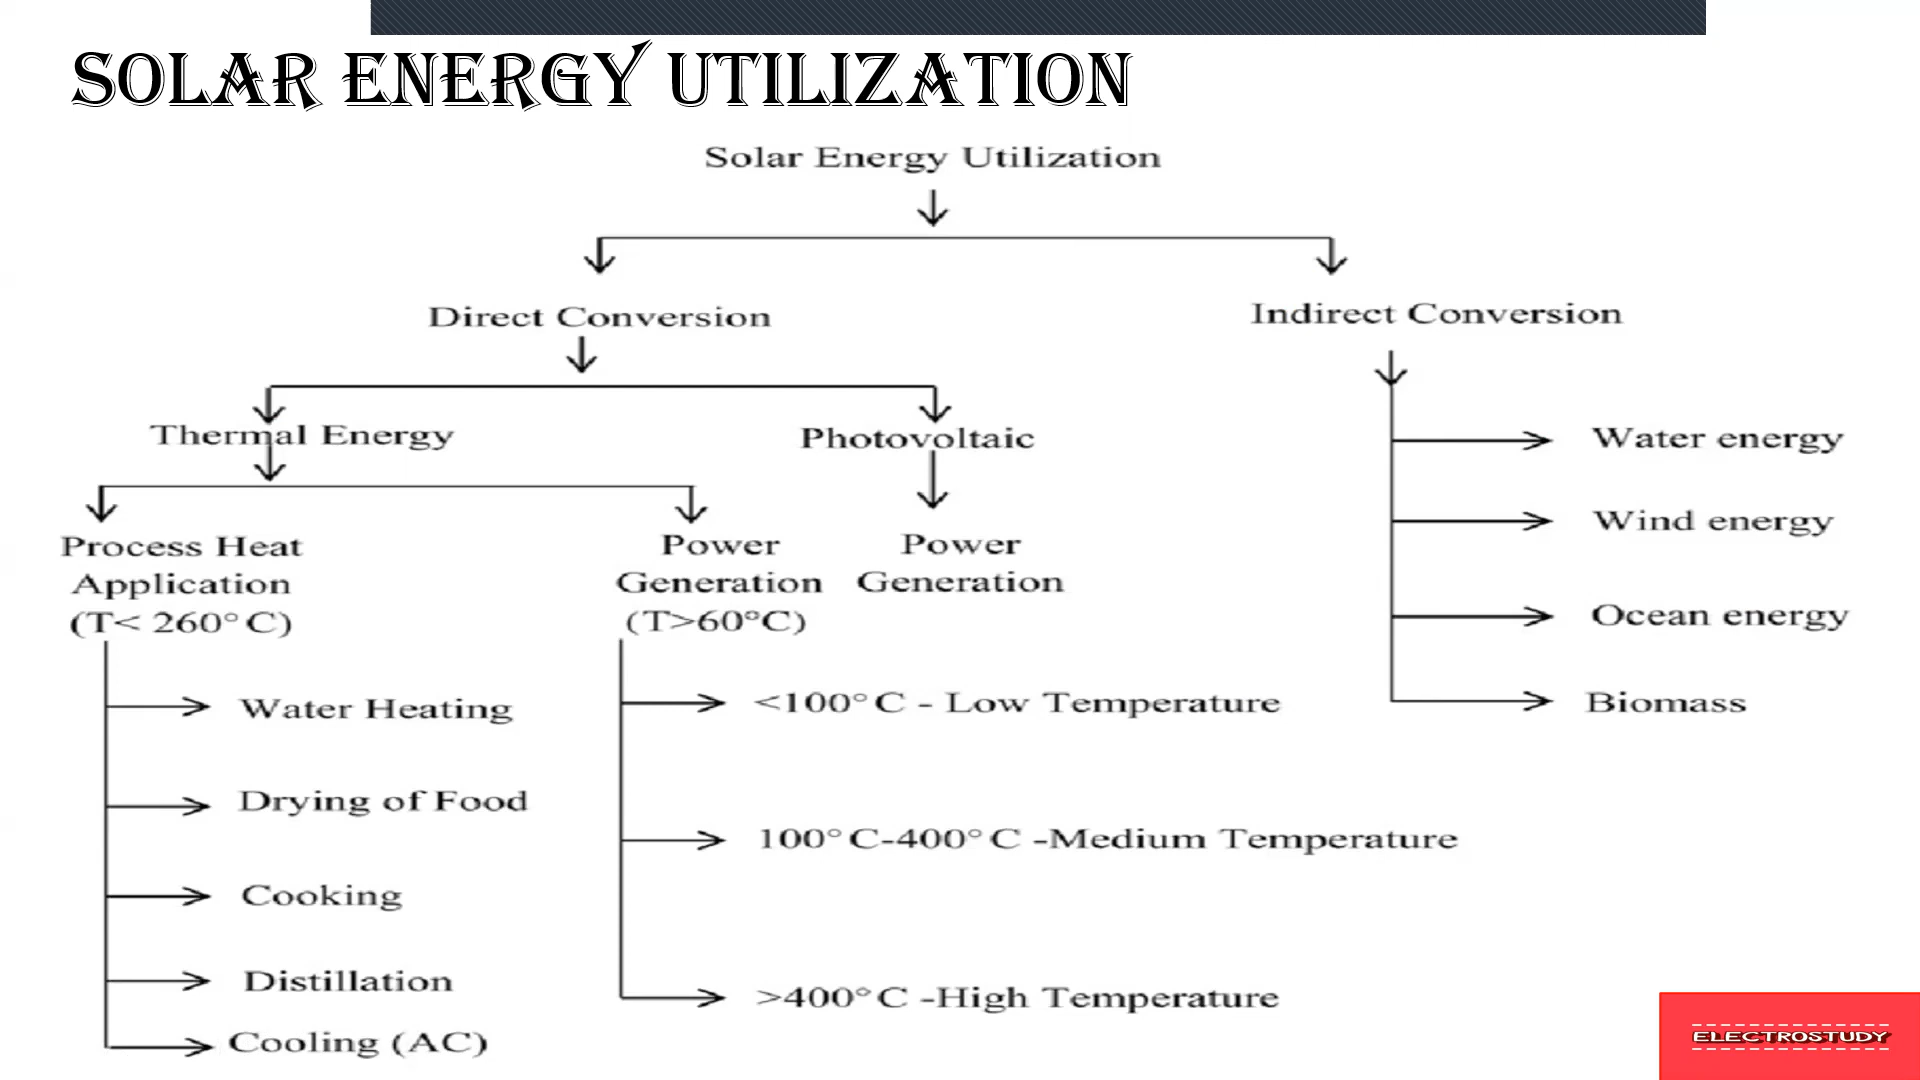 SOLAR ENERGY UTILIZATION
Solar Energy Utilization
Direct Conversion
Indirect Conversion
Thermal Energy
Photovoltaic
Process Heat
Application
(T< 260°C)
Power
Generation
(T>60°C)
Power
Generation
Water Heating
Drying of Food
Cooking
Distillation
Cooling (AC)
<100°C - Low Temperature
100°C-400°C -Medium Temperature
>400°C -High Temperature
Water energy
Wind energy
Ocean energy
Biomass
ELECTROSTUDY